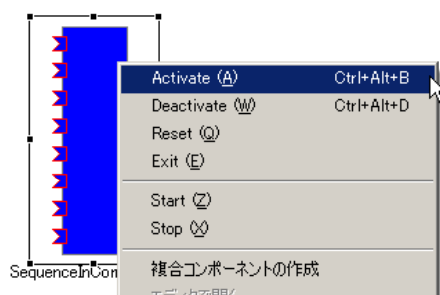 Activate (A) Ctrl+Alt+B
Deactivate (W) Ctrl+Alt+D
Reset (Q)
Exit (E)
Start (Z)
Stop (X)
SequenceInCo
複合コンポーネントの作成